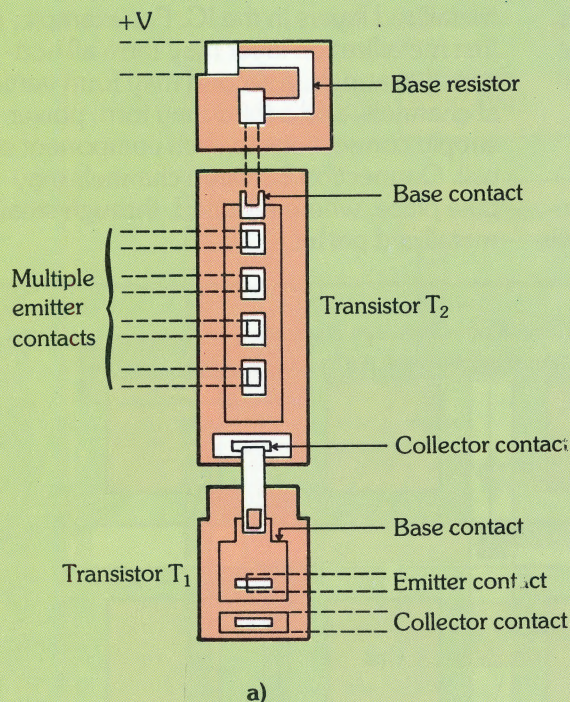 +V
Base resistor
Base contact
Multiple
emitter
contacts
Transistor T₂
Collector contact
Base contact
Transistor T₁
Emitter contact
Collector contact
a)